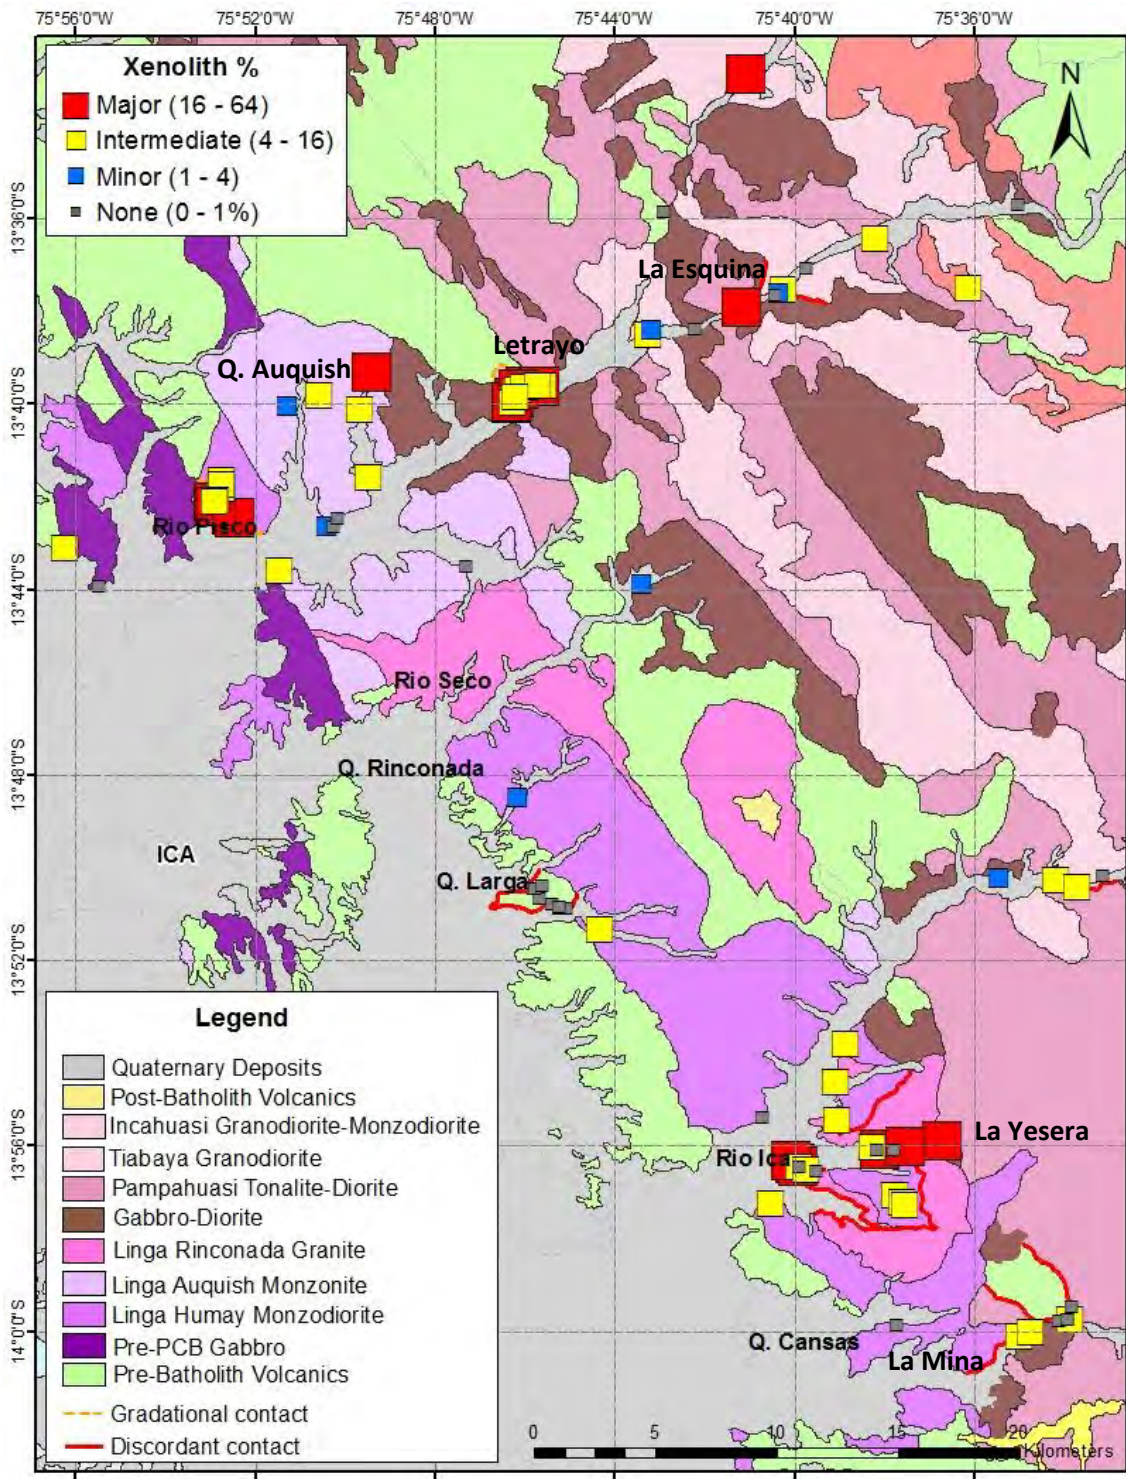 75°56'0"W 75°52'0"W 75°48'0"W 75°44'0"W 75°40'0"W 75°36'0"W
Xenolith %
Major (16 - 64)
Intermediate (4 - 16)
Minor (1 - 4)
None (0 - 1%)
N
13°36'0"S
La Esquina
Letrayo
Q. Auquish
13°40'0"S
Rio Pisco
13°44'0"S
Rio Seco
Q. Rinconada
13°48'0"S
ICA
Q. Larga
13°52'0"S
Legend
Quaternary Deposits
Post-Batholith Volcanics
Incahuasi Granodiorite-Monzodiorite
Tiabaya Granodiorite
Pampahuasi Tonalite-Diorite
Gabbro-Diorite
Linga Rinconada Granite
Linga Auquish Monzonite
Linga Humay Monzodiorite
Pre-PCB Gabbro
Pre-Batholith Volcanics
Gradational contact
Discordant contact
13°56'0"S
La Yesera
Rio Ica
14°0'0"S
Q. Cansas
La Mina
0 5 10 15 20
Kilometers